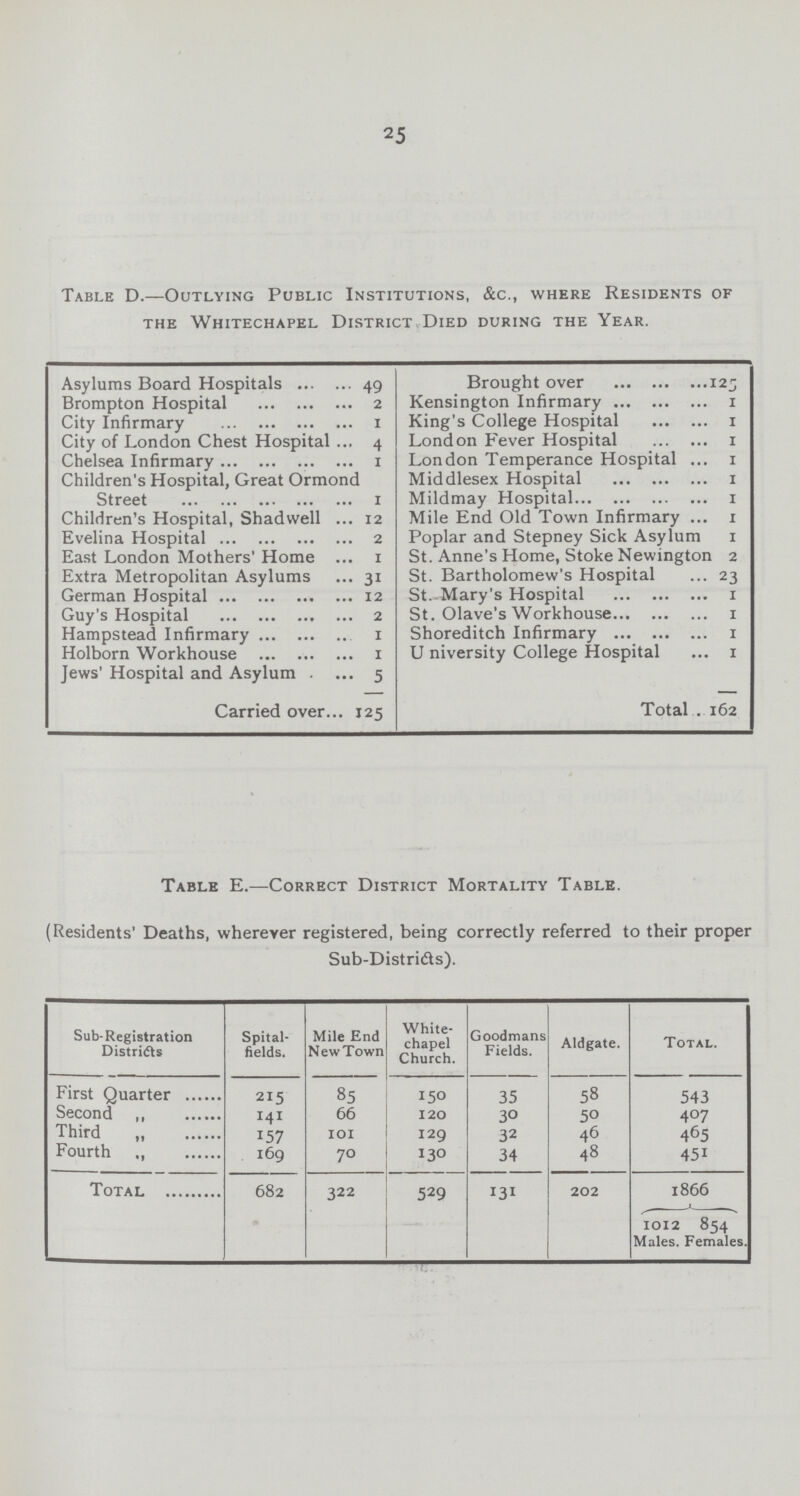 25
Table D.—Outlying Public Institutions, &c., where Residents of
the Whitechapel District Died during the Year.
Asylums Board Hospitals ... ... 49
Brompton Hospital ... ... ... 2
City Infirmary ... ... ... ... 1
City of London Chest Hospital ... 4
Chelsea Infirmary ... ... ... ... 1
Children's Hospital, Great Ormond
Street ... ... ... ... ... 1
Children's Hospital, Shadwell ... 12
Evelina Hospital ... ... ... ... 2
East London Mothers' Home ... 1
Extra Metropolitan Asylums ... 31
German Hospital ... ... ... ... 12
Guy's Hospital ... ... ... ... 2
Hampstead Infirmary ... ... ... 1
Holborn Workhouse ... ... ... 1
Jews' Hospital and Asylum . ... 5
Carried over... 125
Brought over ... ... ...125
Kensington Infirmary ... ... ... 1
King's College Hospital ... ... 1
London Fever Hospital ... ... 1
London Temperance Hospital ... 1
Middlesex Hospital ... ... ... 1
Mildmay Hospital... ... ... ... 1
Mile End Old Town Infirmary ... 1
Poplar and Stepney Sick Asylum 1
St. Anne's Home, Stoke Newington 2
St. Bartholomew's Hospital ... 23
St. Mary's Hospital ... ... ... 1
St. Olave's Workhouse... ... ... 1
Shoreditch Infirmary ... ... ... 1
University College Hospital ... 1
Total . 162
Table E.—Correct District Mortality Table.
(Residents' Deaths, wherever registered, being correctly referred to their proper
Sub-Districts).
Sub-Registration Districts | Spital-fields. | Mile End New Town | White-chapel Church. | Goodmans Fields. | Aldgate. | Total.
First Quarter ...... 215 85 150 35 58 543
Second ,, ...... 141 66 120 30 50 407
Third ,, ...... 157 101 129 32 46 465
Fourth ,, ...... 169 70 130 34 48 451
Total ......... 682 322 529 131 202 1866
1012 854
Males. Females.